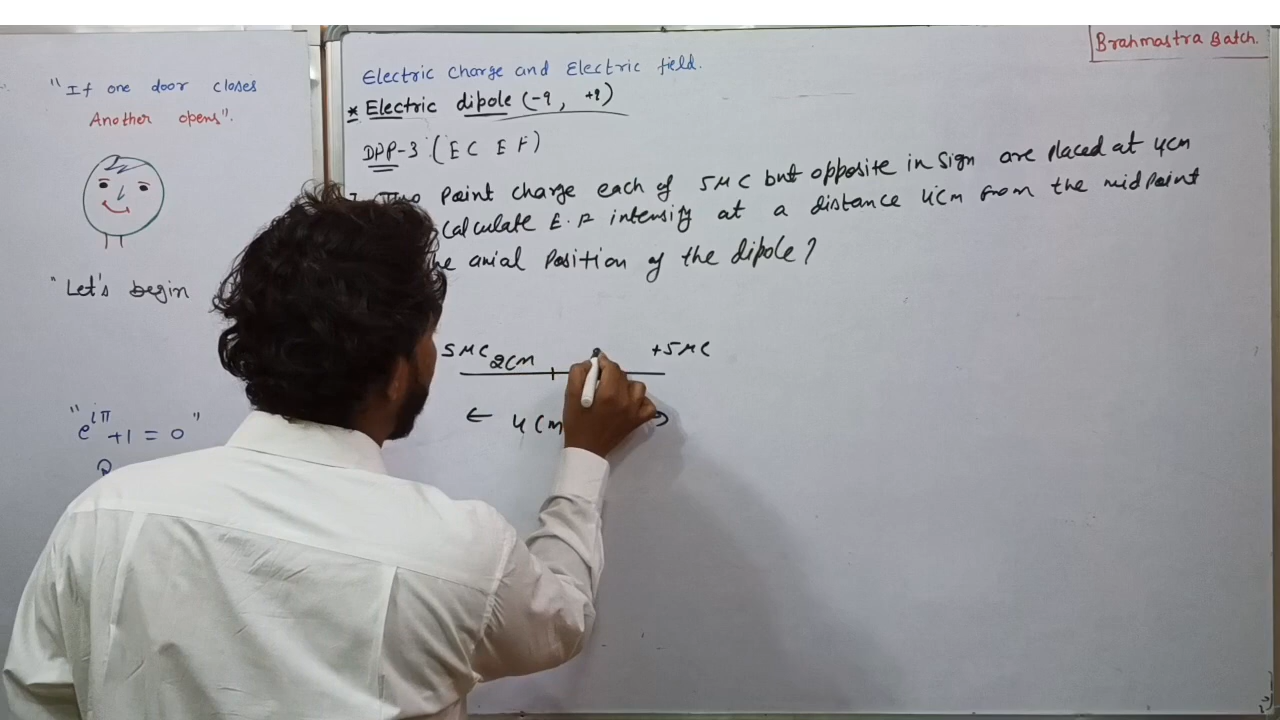 "If one door closes
Another opens".
"Let's begin
"e^iπ +1 = 0"
Brahmastra Batch.
Electric Charge and Electric field.
* Electric dipole (-q, +q)
DPP-3 (E C E F)
Point charge each of 5μC but opposite in sign are placed at 4cm
Calculate E.F intensity at a distance 4cm from the midpoint
axial position of the dipole?
5μC 2cm +5μC
← 4cm